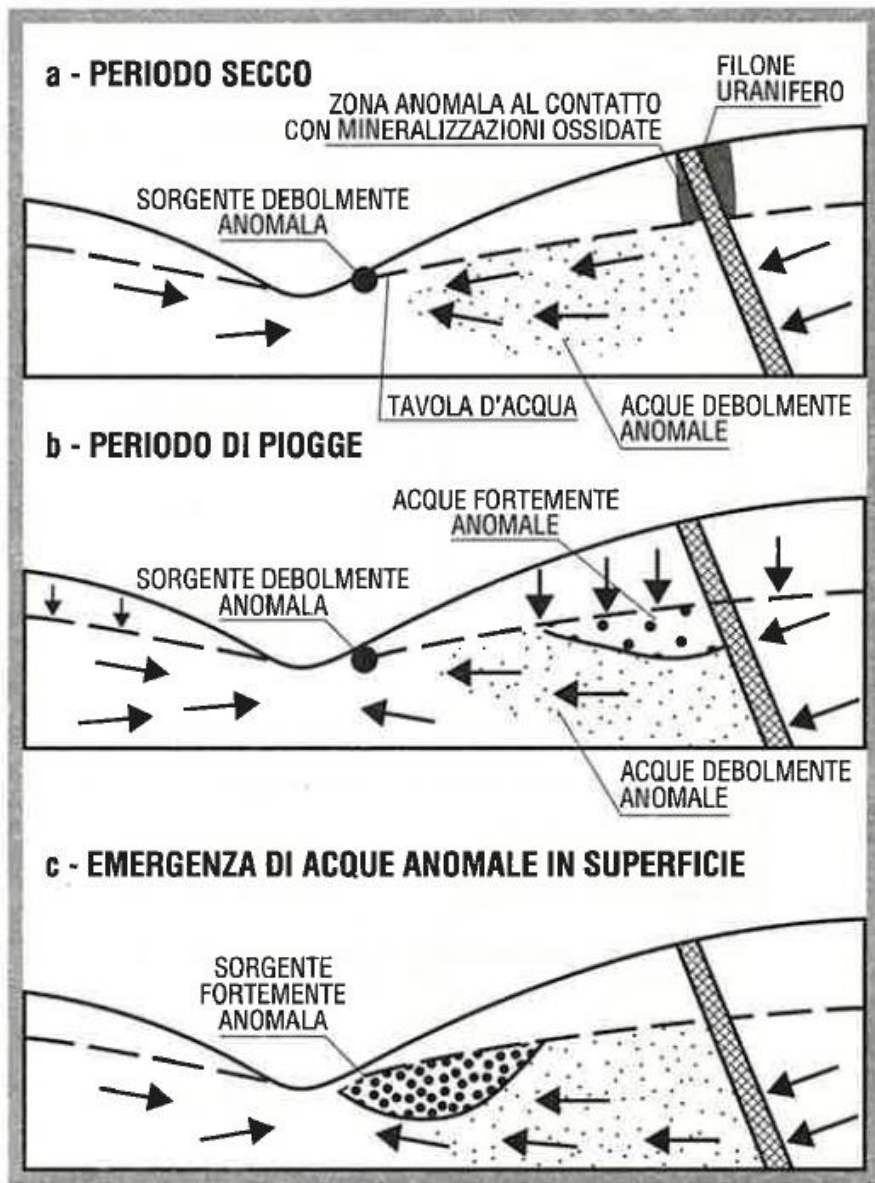 a - PERIODO SECCO
FILONE
URANIFERO
ZONA ANOMALA AL CONTATTO
CON MINERALIZZAZIONI OSSIDATE
SORGENTE DEBOLMENTE
ANOMALA
TAVOLA D'ACQUA
ACQUE DEBOLMENTE
ANOMALE
b - PERIODO DI PIOGGE
ACQUE FORTEMENTE
ANOMALE
SORGENTE DEBOLMENTE
ANOMALA
ACQUE DEBOLMENTE
ANOMALE
c - EMERGENZA DI ACQUE ANOMALE IN SUPERFICIE
SORGENTE
FORTEMENTE
ANOMALA